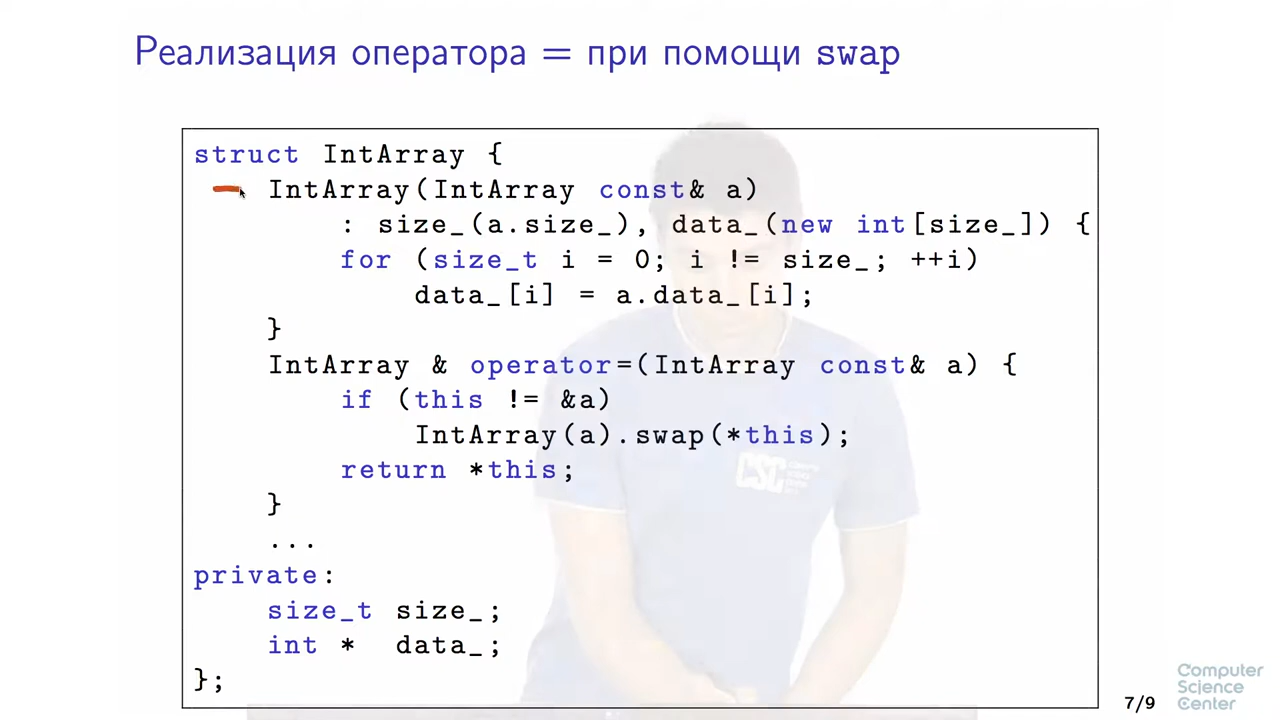 Реализация оператора = при помощи swap
struct IntArray {
    IntArray(IntArray const& a)
        : size_(a.size_), data_(new int[size_]) {
        for (size_t i = 0; i != size_; ++i)
            data_[i] = a.data_[i];
    }
    IntArray & operator=(IntArray const& a) {
        if (this != &a)
            IntArray(a).swap(*this);
        return *this;
    }
    ...
private:
    size_t size_;
    int *  data_;
};
CSC
7/9
Computer
Science
Center